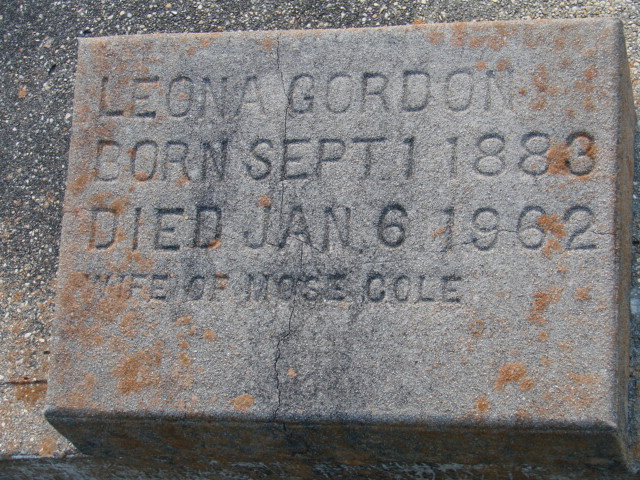 LEONA GORDON
BORN SEPT. 1 1883
DIED JAN. 6 1962
WIFE OF MOSE COLE